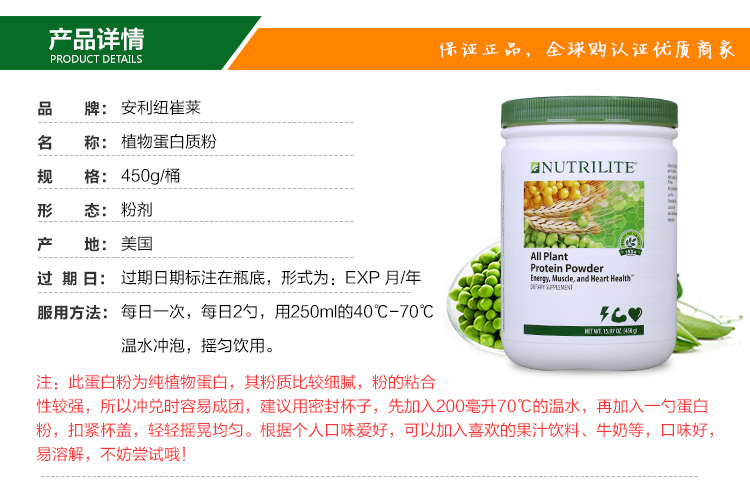 产品详情
PRODUCT DETAILS
保证正品，全球购认证优质商家
品 牌：安利纽崔莱
名 称：植物蛋白质粉
规 格：450g/桶
形 态：粉剂
产 地：美国
过 期 日：过期日期标注在瓶底，形式为：EXP 月/年
服用方法：每日一次，每日2勺，用250ml的40℃-70℃
温水冲泡，摇匀饮用。
NUTRILITE
All Plant
Protein Powder
Energy, Muscle, and Heart Health
DIETARY SUPPLEMENT
NET WT. 15.97 OZ. (450 g)
注：此蛋白粉为纯植物蛋白，其粉质比较细腻，粉的粘合
性较强，所以冲兑时容易成团，建议用密封杯子，先加入200毫升70℃的温水，再加入一勺蛋白
粉，扣紧杯盖，轻轻摇晃均匀。根据个人口味爱好，可以加入喜欢的果汁饮料、牛奶等，口味好，
易溶解，不妨尝试哦！